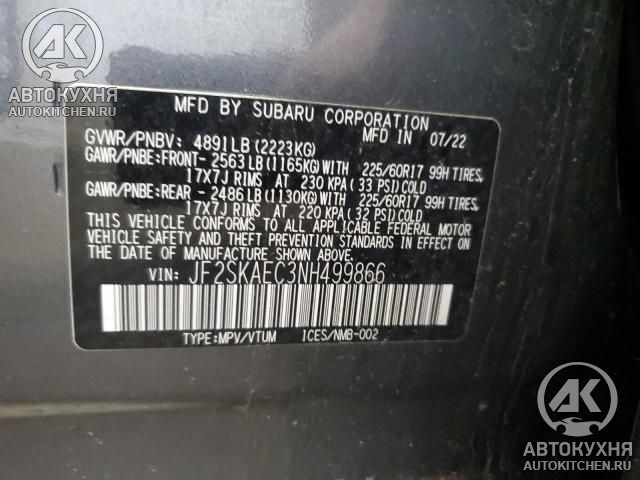 АК
АВТОКУХНЯ
AUTOKITCHEN.RU
MFD BY SUBARU CORPORATION
GVWR/PNBV: 4891LB(2223KG) MFD IN 07/22
GAWR/PNBE:FRONT- 2563LB(1165KG)WITH 225/60R17 99H TIRES,
17X7J RIMS AT 230 KPA(33 PSI)COLD
GAWR/PNBE:REAR - 2486LB(1130KG)WITH 225/60R17 99H TIRES,
17X7J RIMS AT 220 KPA(32 PSI)COLD
THIS VEHICLE CONFORMS TO ALL APPLICABLE FEDERAL MOTOR
VEHICLE SAFETY AND THEFT PREVENTION STANDARDS IN EFFECT ON
THE DATE OF MANUFACTURE SHOWN ABOVE.
VIN: JF2SKAEC3NH499866
TYPE:MPV/VTUM ICES/NMB-002
АК
АВТОКУХНЯ
AUTOKITCHEN.RU